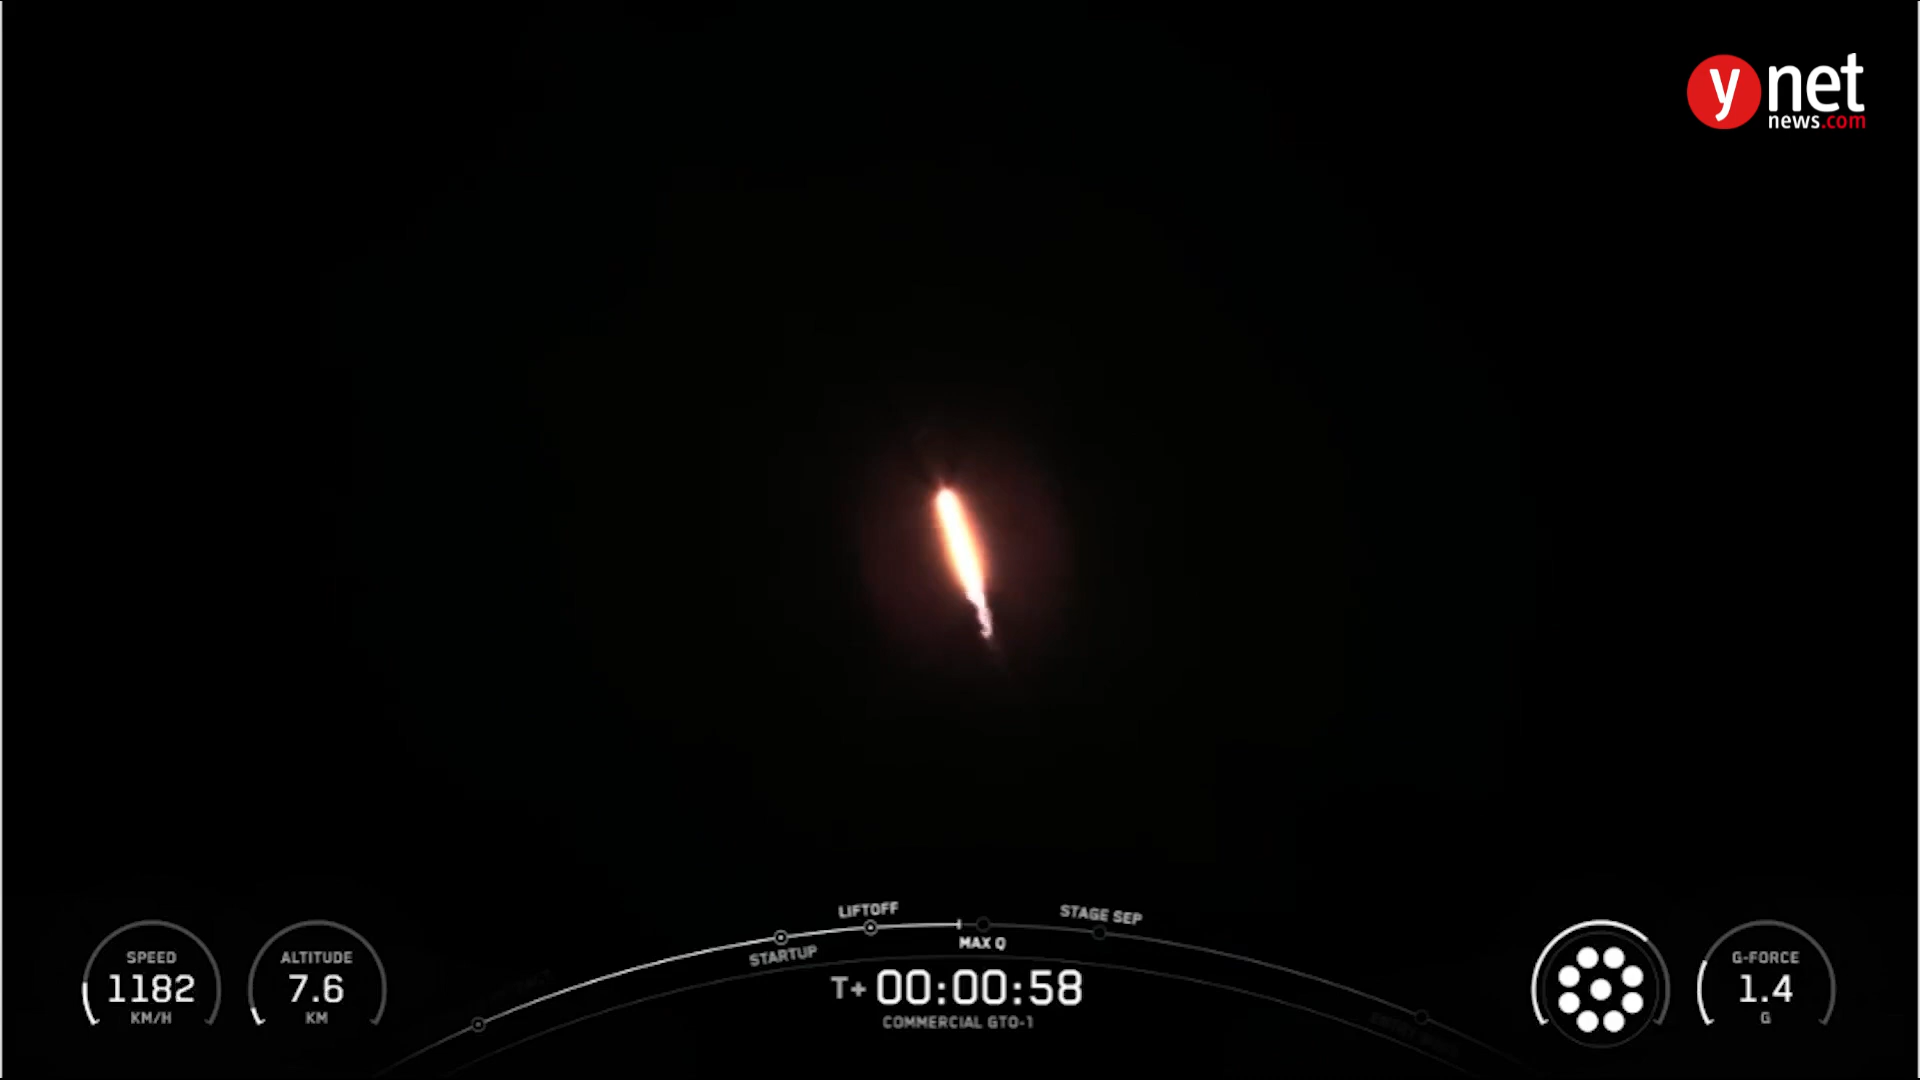 ynet
news.com
LIFTOFF
STAGE SEP
MAX Q
STARTUP
SPEED
1182
KM/H
ALTITUDE
7.6
KM
T+ 00:00:58
COMMERCIAL GTO-1
G-FORCE
1.4
G